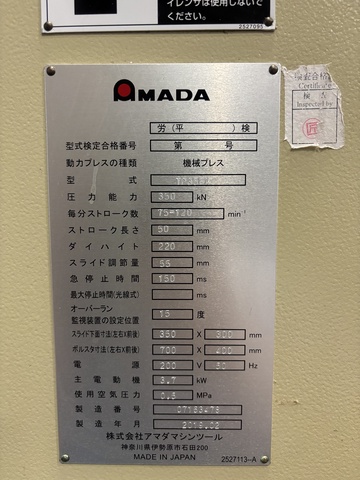 イレンサは使用しないで
ください。
2527095
AMADA
労(平　　　)検
型式検定合格番号 第　　号
動力プレスの種類 機械プレス
型式
圧力能力 350 kN
毎分ストローク数 75-120 min⁻¹
ストローク長さ 50 mm
ダイハイト 220 mm
スライド調節量 55 mm
急停止時間 150 ms
最大停止時間(光線式) ms
オーバーラン
監視装置の設定位置 15 度
スライド下面寸法(左右X前後) 350 X 300 mm
ボルスタ寸法(左右X前後) 700 X 400 mm
電源 200 V 50 Hz
主電動機 3.7 kW
使用空気圧力 0.5 MPa
製造番号
製造年月 2015.02
株式会社アマダマシンツール
神奈川県伊勢原市石田200
MADE IN JAPAN 2527113-A
検査合格
Certificate
検査
Inspected by
匠